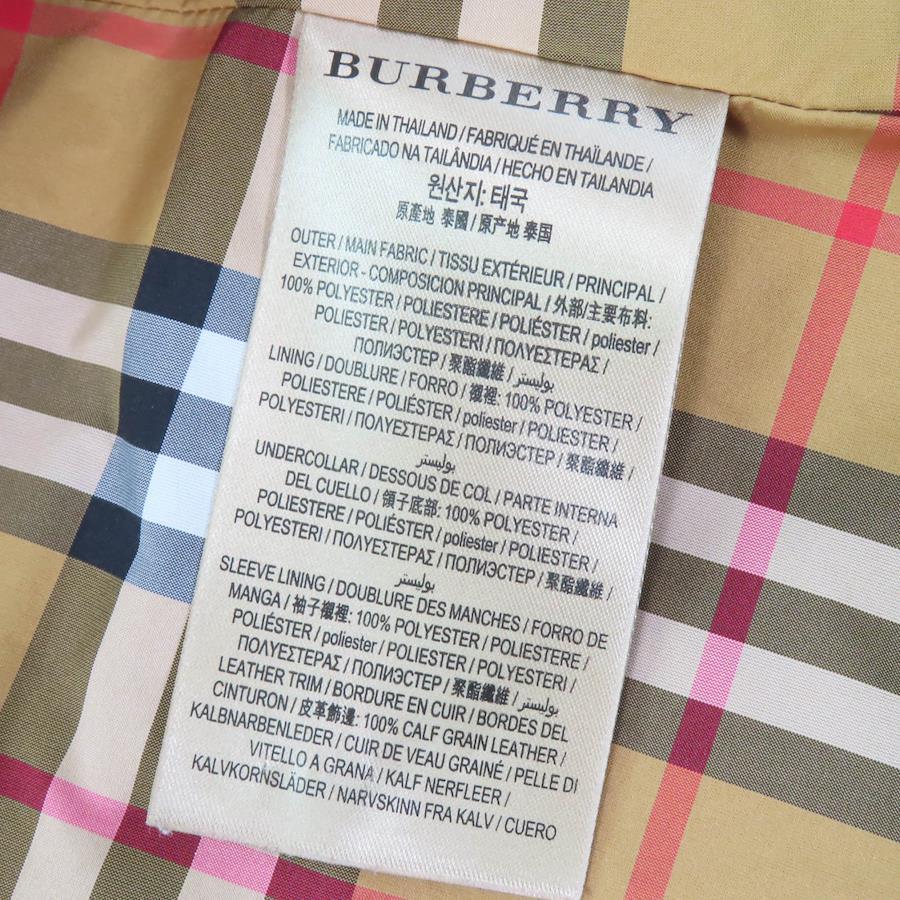 BURBERRY
MADE IN THAILAND / FABRIQUÉ EN THAÏLANDE /
FABRICADO NA TAILÂNDIA / HECHO EN TAILANDIA
원산지: 태국
原產地 泰國 / 原产地 泰国
OUTER / MAIN FABRIC / TISSU EXTÉRIEUR / PRINCIPAL /
EXTERIOR - COMPOSICION PRINCIPAL / 外部/主要布料:
100% POLYESTER / POLIESTERE / POLIÉSTER / poliester /
POLIESTER / POLYESTERI / ΠΟΛΥΕΣΤΕΡΑΣ /
ПОЛИЭСТЕР / 聚酯纖維 / بوليستر
LINING / DOUBLURE / FORRO / 襯裡: 100% POLYESTER /
POLIESTERE / POLIÉSTER / poliester / POLIESTER /
POLYESTERI / ΠΟΛΥΕΣΤΕΡΑΣ / ПОЛИЭСТЕР / 聚酯纖維 /
بوليستر
UNDERCOLLAR / DESSOUS DE COL / PARTE INTERNA
DEL CUELLO / 領子底部: 100% POLYESTER /
POLIESTERE / POLIÉSTER / poliester / POLIESTER /
POLYESTERI / ΠΟΛΥΕΣΤΕΡΑΣ / ПОЛИЭСТЕР / 聚酯纖維 /
بوليستر
SLEEVE LINING / DOUBLURE DES MANCHES / FORRO DE
MANGA / 袖子襯裡: 100% POLYESTER / POLIESTERE /
POLIÉSTER / poliester / POLIESTER / POLYESTERI /
ΠΟΛΥΕΣΤΕΡΑΣ / ПОЛИЭСТЕР / 聚酯纖維 / بوليستر
LEATHER TRIM / BORDURE EN CUIR / BORDES DEL
CINTURON / 皮革飾邊: 100% CALF GRAIN LEATHER /
KALBNARBENLEDER / CUIR DE VEAU GRAINÉ / PELLE DI
VITELLO A GRANA / KALF NERFLEER /
KALVKORNSLÄDER / NARVSKINN FRA KALV / CUERO